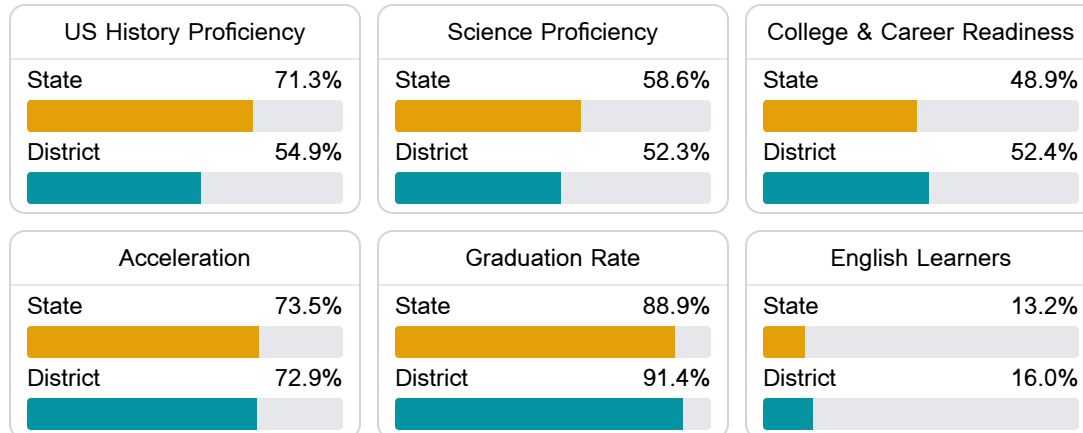 US History Proficiency
State 71.3%
District 54.9%
Science Proficiency
State 58.6%
District 52.3%
College & Career Readiness
State 48.9%
District 52.4%
Acceleration
State 73.5%
District 72.9%
Graduation Rate
State 88.9%
District 91.4%
English Learners
State 13.2%
District 16.0%